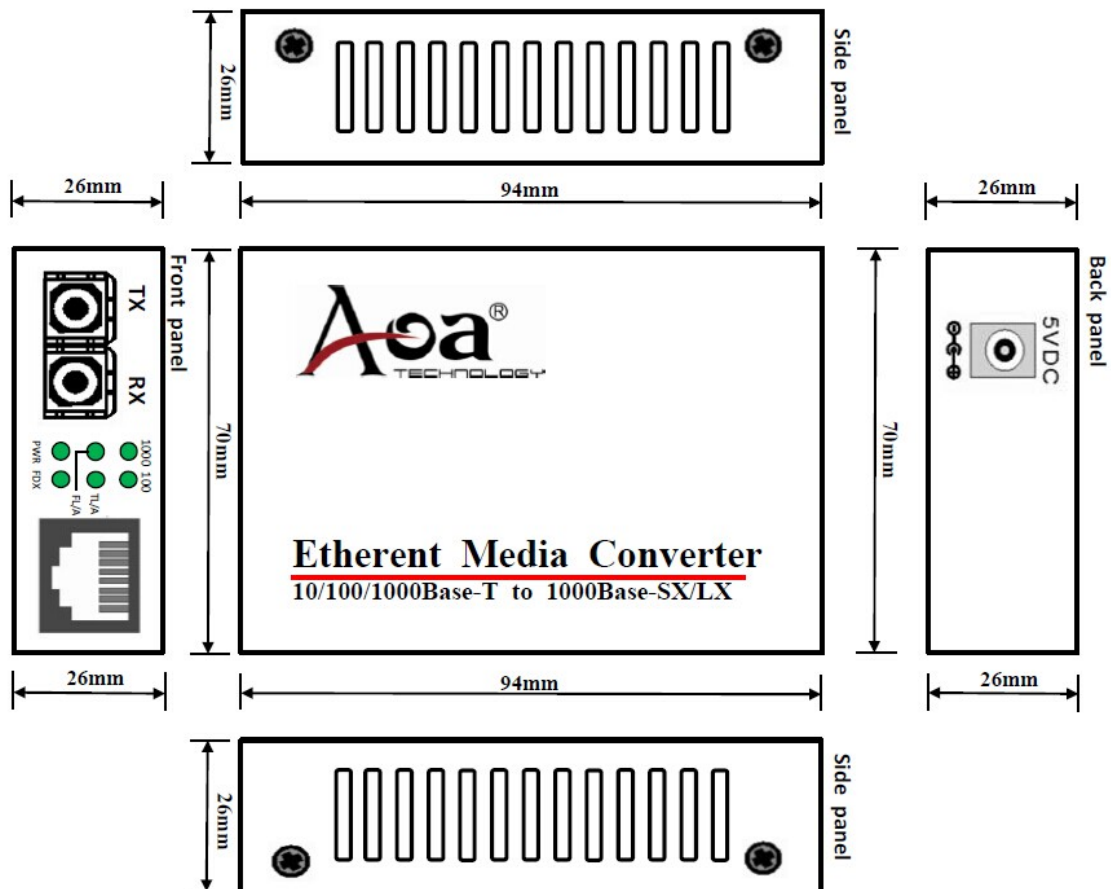 26mm
Side panel
94mm
26mm
26mm
Front panel
TX
RX
1000 100
PWR FDX
TL/A
FL/A
70mm
Aoa®
TECHNOLOGY
Etherent Media Converter
10/100/1000Base-T to 1000Base-SX/LX
70mm
Back panel
5VDC
26mm
94mm
26mm
26mm
Side panel